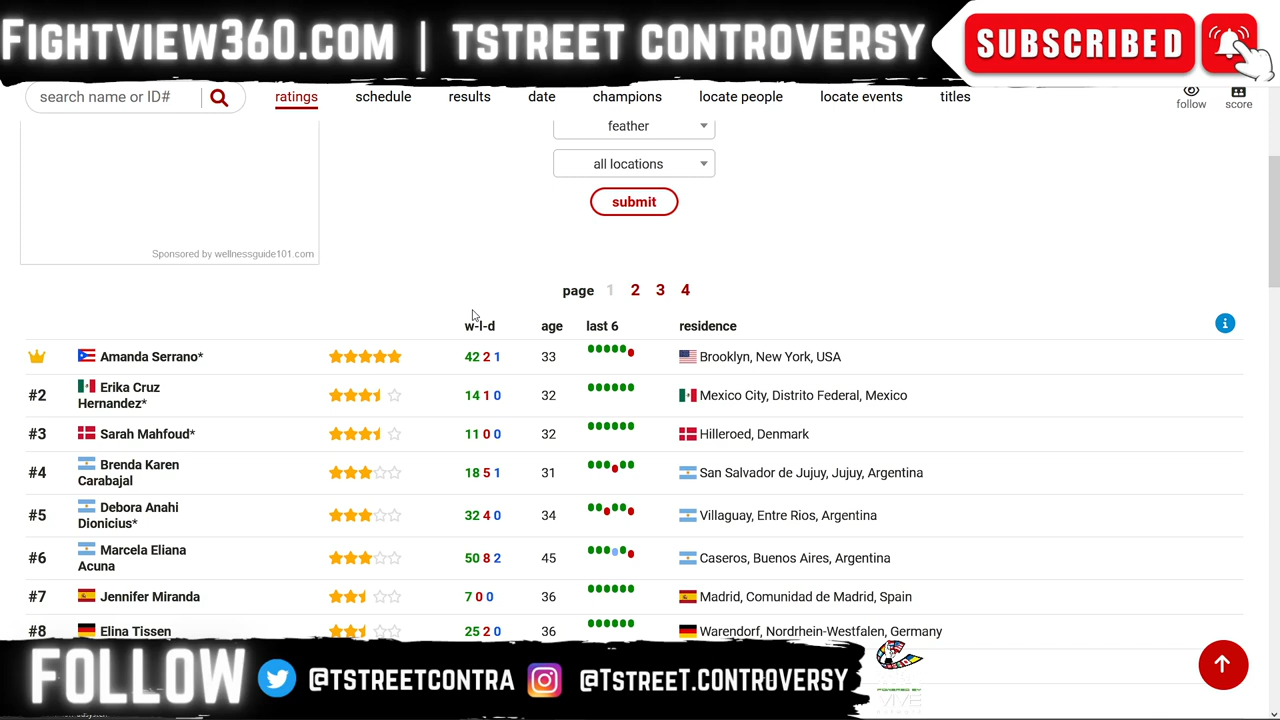 FIGHTVIEW360.COM | TSTREET CONTROVERSY
SUBSCRIBED
search name or ID#
ratings schedule results date champions locate people locate events titles
follow score
feather
all locations
submit
Sponsored by wellnessguide101.com
page 1 2 3 4
w-l-d age last 6 residence
Amanda Serrano* 42 2 1 33 Brooklyn, New York, USA
#2 Erika Cruz Hernandez* 14 1 0 32 Mexico City, Distrito Federal, Mexico
#3 Sarah Mahfoud* 11 0 0 32 Hilleroed, Denmark
#4 Brenda Karen Carabajal 18 5 1 31 San Salvador de Jujuy, Jujuy, Argentina
#5 Debora Anahi Dionicius* 32 4 0 34 Villaguay, Entre Rios, Argentina
#6 Marcela Eliana Acuna 50 8 2 45 Caseros, Buenos Aires, Argentina
#7 Jennifer Miranda 7 0 0 36 Madrid, Comunidad de Madrid, Spain
#8 Elina Tissen 25 2 0 36 Warendorf, Nordrhein-Westfalen, Germany
FOLLOW @TSTREETCONTRA @TSTREET.CONTROVERSY
POWERED BY
VIVE